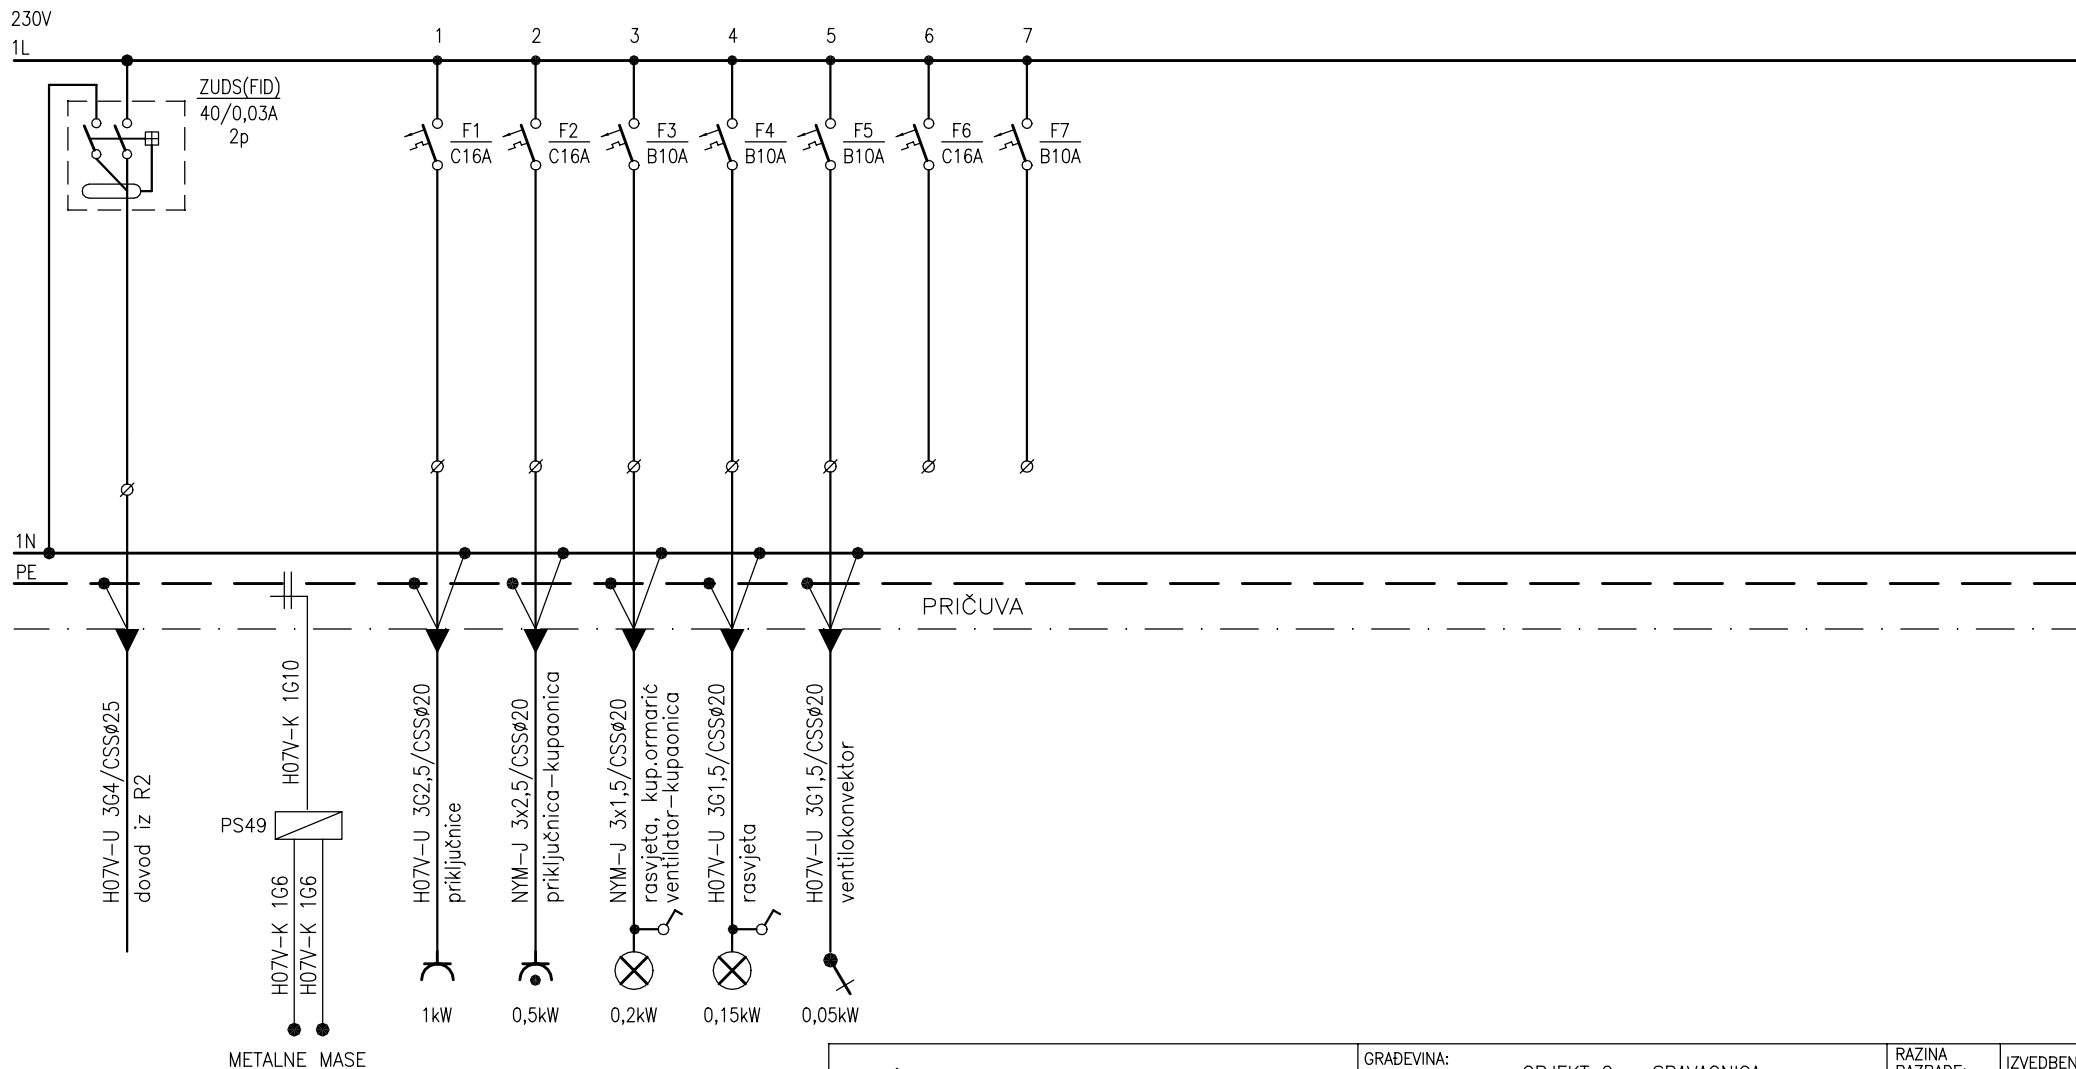 230V
1L
1 2 3 4 5 6 7
ZUDS(FID)
40/0,03A
2p
F1
C16A
F2
C16A
F3
B10A
F4
B10A
F5
B10A
F6
C16A
F7
B10A
1N
PE
PRIČUVA
H07V-U 3G4/CSSø25
dovod iz R2
H07V-K 1G10
PS49
H07V-K 1G6
H07V-K 1G6
METALNE MASE
H07V-U 3G2,5/CSSø20
priključnice
NYM-J 3x2,5/CSSø20
priključnica-kupaonica
NYM-J 3x1,5/CSSø20
rasvjeta, kup.ormarić
ventilator-kupaonica
H07V-U 3G1,5/CSSø20
rasvjeta
H07V-U 3G1,5/CSSø20
ventilokonvektor
1kW
0,5kW
0,2kW
0,15kW
0,05kW
GRAĐEVINA:
RAZINA
IZVEDBEN